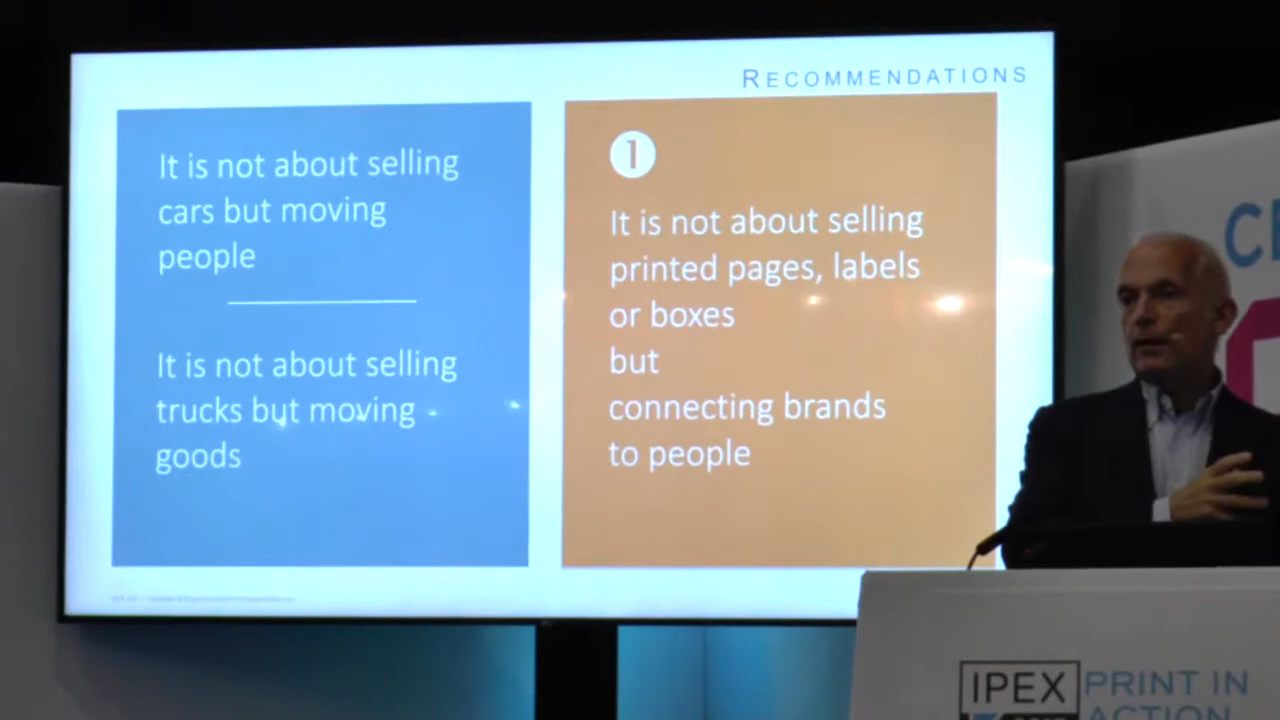 RECOMMENDATIONS
It is not about selling
cars but moving
people
It is not about selling
trucks but moving
goods
1
It is not about selling
printed pages, labels
or boxes
but
connecting brands
to people
IPEX
PRINT IN
ACTION